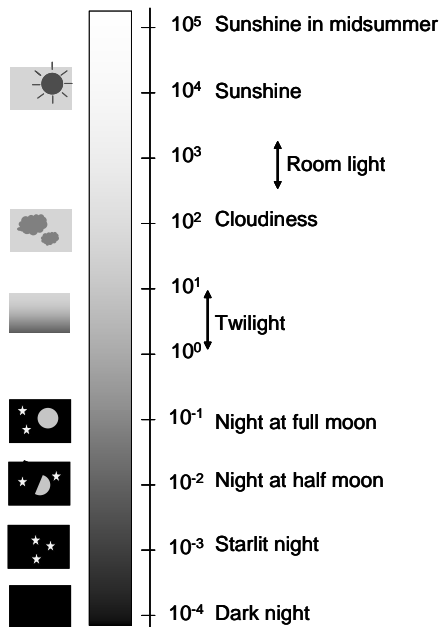 10⁵ Sunshine in midsummer
10⁴ Sunshine
10³
Room light
10² Cloudiness
10¹
Twilight
10⁰
10⁻¹ Night at full moon
10⁻² Night at half moon
10⁻³ Starlit night
10⁻⁴ Dark night